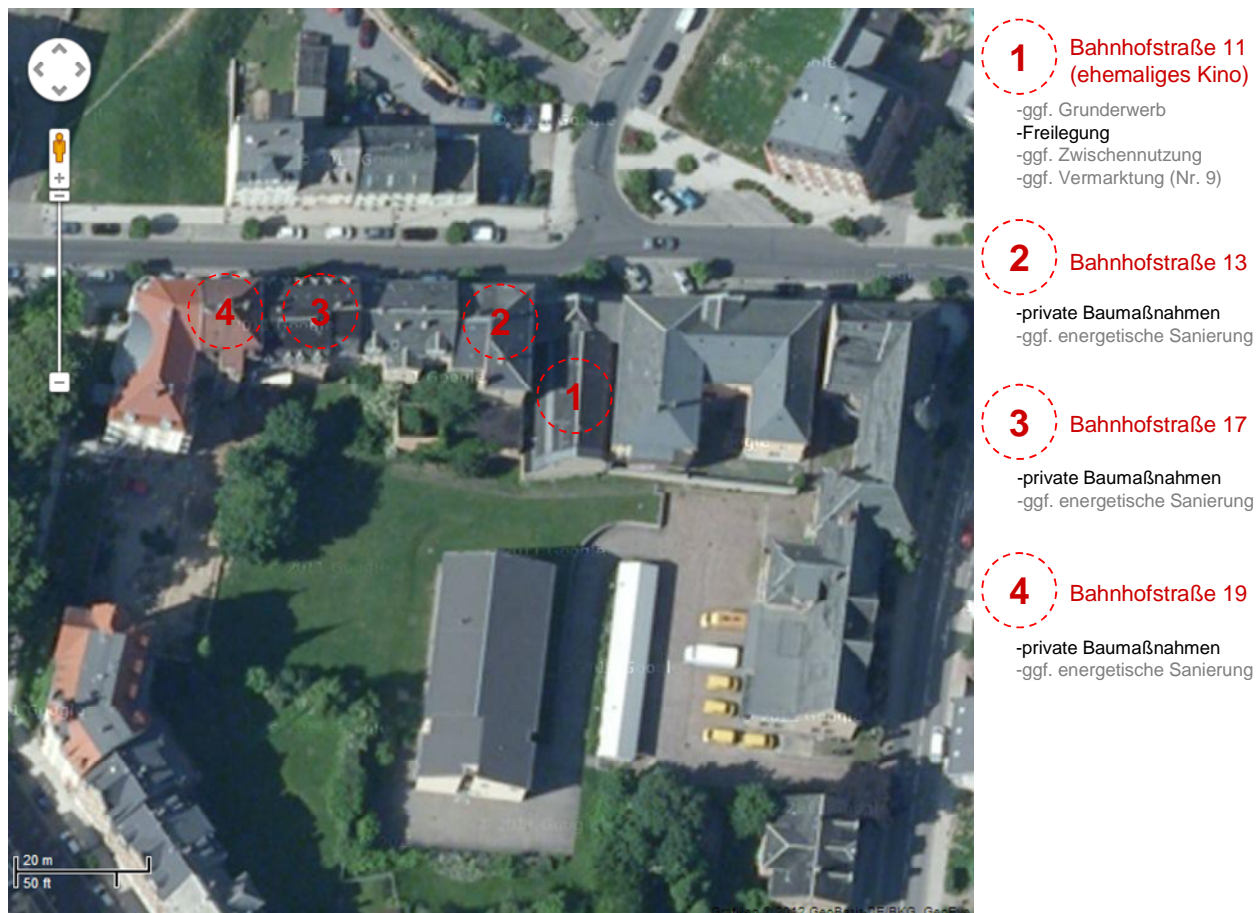 1
Bahnhofstraße 11
(ehemaliges Kino)
-ggf. Grunderwerb
-Freilegung
-ggf. Zwischennutzung
-ggf. Vermarktung (Nr. 9)
2
Bahnhofstraße 13
-private Baumaßnahmen
-ggf. energetische Sanierung
3
Bahnhofstraße 17
-private Baumaßnahmen
-ggf. energetische Sanierung
4
Bahnhofstraße 19
-private Baumaßnahmen
-ggf. energetische Sanierung
4
3
2
1
20 m
50 ft